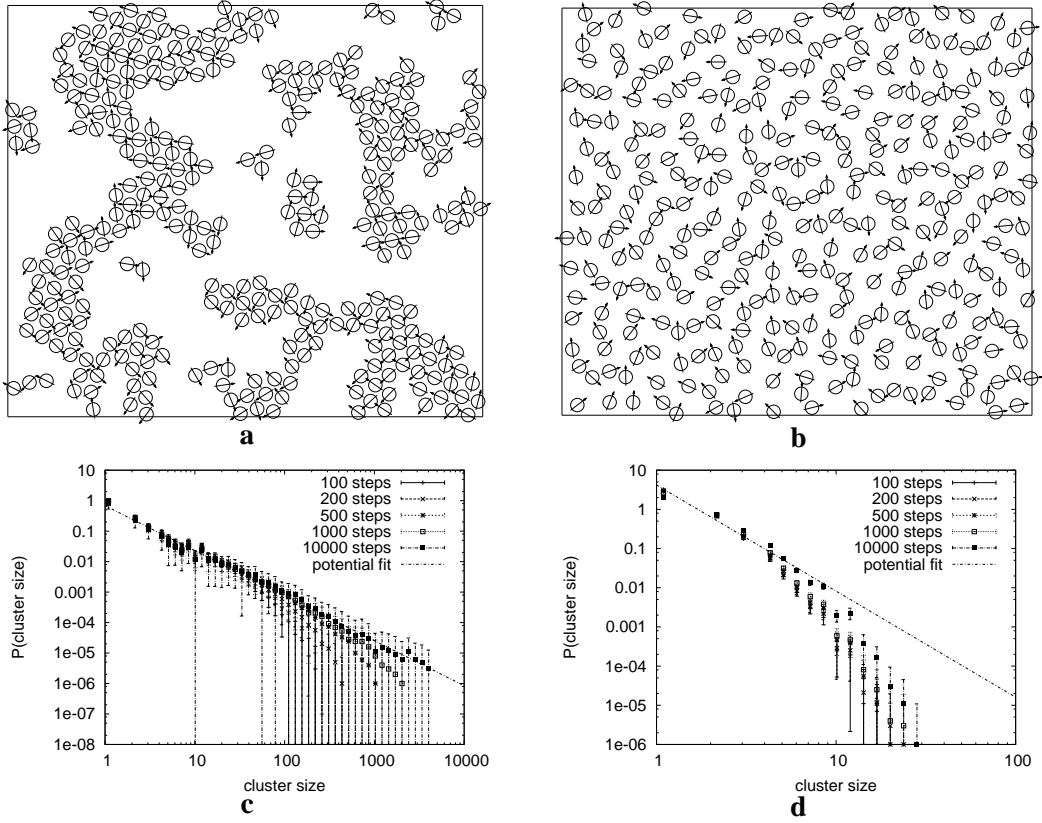 a
b
10
1
0.1
0.01
0.001
1e-04
1e-05
1e-06
1e-07
1e-08
1
10
100
1000
10000
P(cluster size)
cluster size
100 steps
200 steps
500 steps
1000 steps
10000 steps
potential fit
c
10
1
0.1
0.01
0.001
1e-04
1e-05
1e-06
1
10
100
P(cluster size)
cluster size
100 steps
200 steps
500 steps
1000 steps
10000 steps
potential fit
d